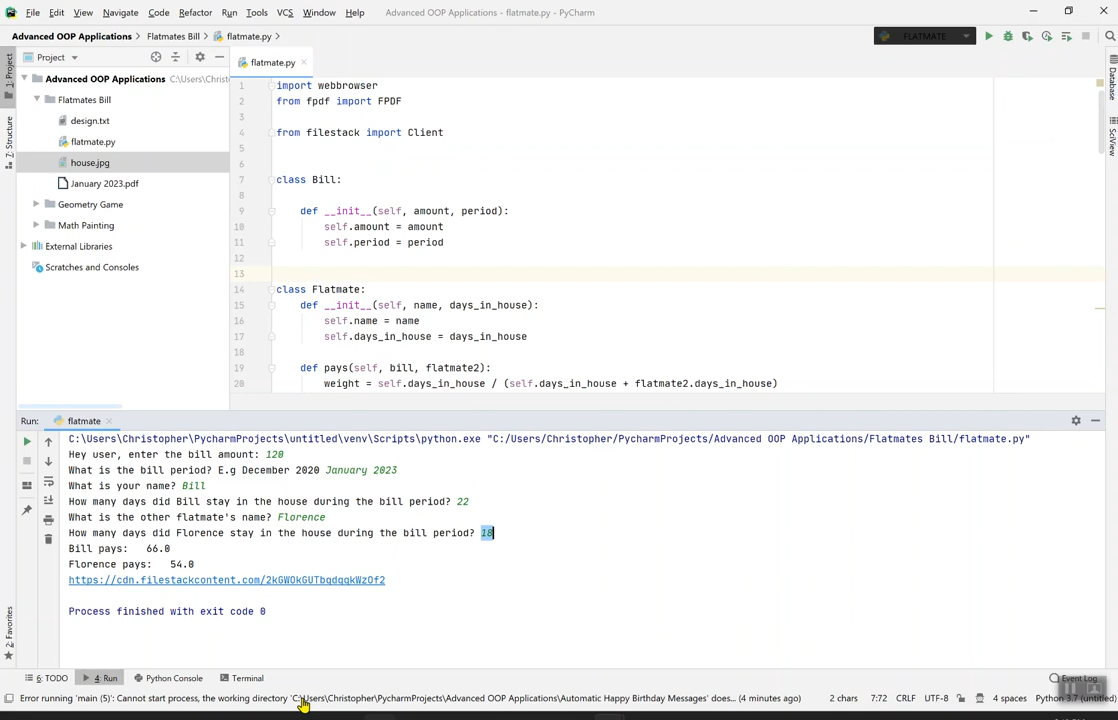 File Edit View Navigate Code Refactor Run Tools VCS Window Help Advanced OOP Applications - flatmate.py - PyCharm
Advanced OOP Applications Flatmates Bill flatmate.py FLATMATE
Project flatmate.py
1: Project
7: Structure
2: Favorites
Database
SciView
Advanced OOP Applications C:\Users\Christ
Flatmates Bill
design.txt
flatmate.py
house.jpg
January 2023.pdf
Geometry Game
Math Painting
External Libraries
Scratches and Consoles
1 import webbrowser
2 from fpdf import FPDF
3
4 from filestack import Client
5
6
7 class Bill:
8
9 def __init__(self, amount, period):
10 self.amount = amount
11 self.period = period
12
13
14 class Flatmate:
15 def __init__(self, name, days_in_house):
16 self.name = name
17 self.days_in_house = days_in_house
18
19 def pays(self, bill, flatmate2):
20 weight = self.days_in_house / (self.days_in_house + flatmate2.days_in_house)
Run: flatmate
C:\Users\Christopher\PycharmProjects\untitled\venv\Scripts\python.exe "C:/Users/Christopher/PycharmProjects/Advanced OOP Applications/Flatmates Bill/flatmate.py"
Hey user, enter the bill amount: 120
What is the bill period? E.g December 2020 January 2023
What is your name? Bill
How many days did Bill stay in the house during the bill period? 22
What is the other flatmate's name? Florence
How many days did Florence stay in the house during the bill period? 18
Bill pays: 66.0
Florence pays: 54.0
https://cdn.filestackcontent.com/2kGWOkGUTbqdqqkWzOf2
Process finished with exit code 0
6: TODO 4: Run Python Console Terminal Event Log
Error running 'main (5)': Cannot start process, the working directory 'C:\Users\Christopher\PycharmProjects\Advanced OOP Applications\Automatic Happy Birthday Messages' does... (4 minutes ago) 2 chars 7:72 CRLF UTF-8 4 spaces Python 3.7 (untitled)